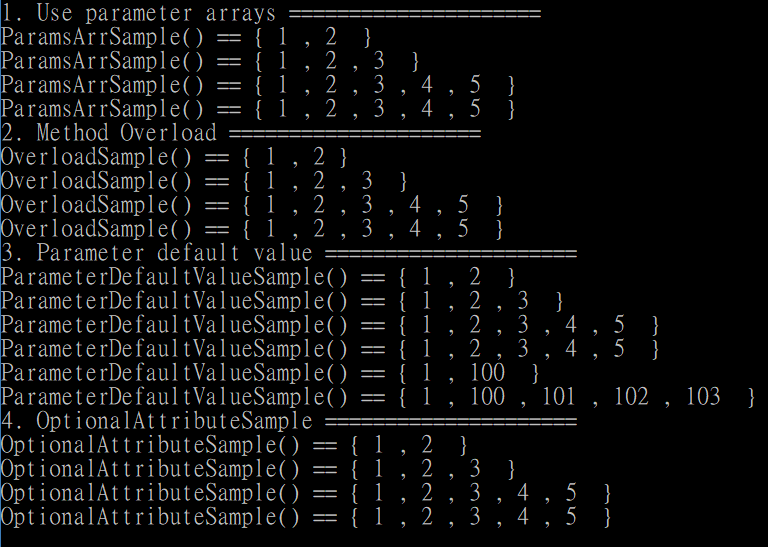 1. Use parameter arrays =====================
ParamsArrSample() == { 1 , 2  }
ParamsArrSample() == { 1 , 2 , 3  }
ParamsArrSample() == { 1 , 2 , 3 , 4 , 5  }
ParamsArrSample() == { 1 , 2 , 3 , 4 , 5  }
2. Method Overload =====================
OverloadSample() == { 1 , 2 }
OverloadSample() == { 1 , 2 , 3  }
OverloadSample() == { 1 , 2 , 3 , 4 , 5  }
OverloadSample() == { 1 , 2 , 3 , 4 , 5  }
3. Parameter default value =====================
ParameterDefaultValueSample() == { 1 , 2  }
ParameterDefaultValueSample() == { 1 , 2 , 3  }
ParameterDefaultValueSample() == { 1 , 2 , 3 , 4 , 5  }
ParameterDefaultValueSample() == { 1 , 2 , 3 , 4 , 5  }
ParameterDefaultValueSample() == { 1 , 100  }
ParameterDefaultValueSample() == { 1 , 100 , 101 , 102 , 103  }
4. OptionalAttributeSample =====================
OptionalAttributeSample() == { 1 , 2  }
OptionalAttributeSample() == { 1 , 2 , 3  }
OptionalAttributeSample() == { 1 , 2 , 3 , 4 , 5  }
OptionalAttributeSample() == { 1 , 2 , 3 , 4 , 5  }